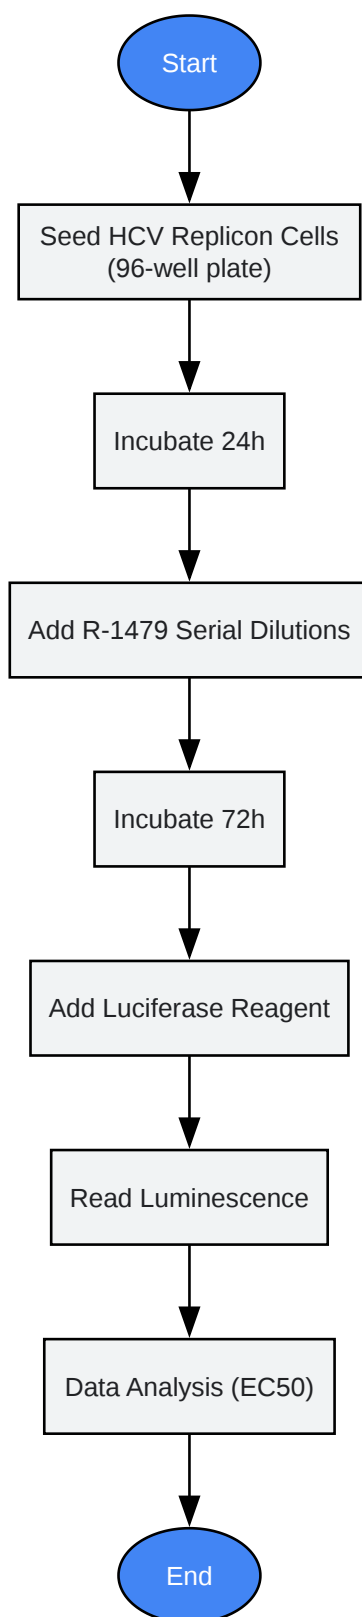 Start
Seed HCV Replicon Cells
(96-well plate)
Incubate 24h
Add R-1479 Serial Dilutions
Incubate 72h
Add Luciferase Reagent
Read Luminescence
Data Analysis (EC50)
End